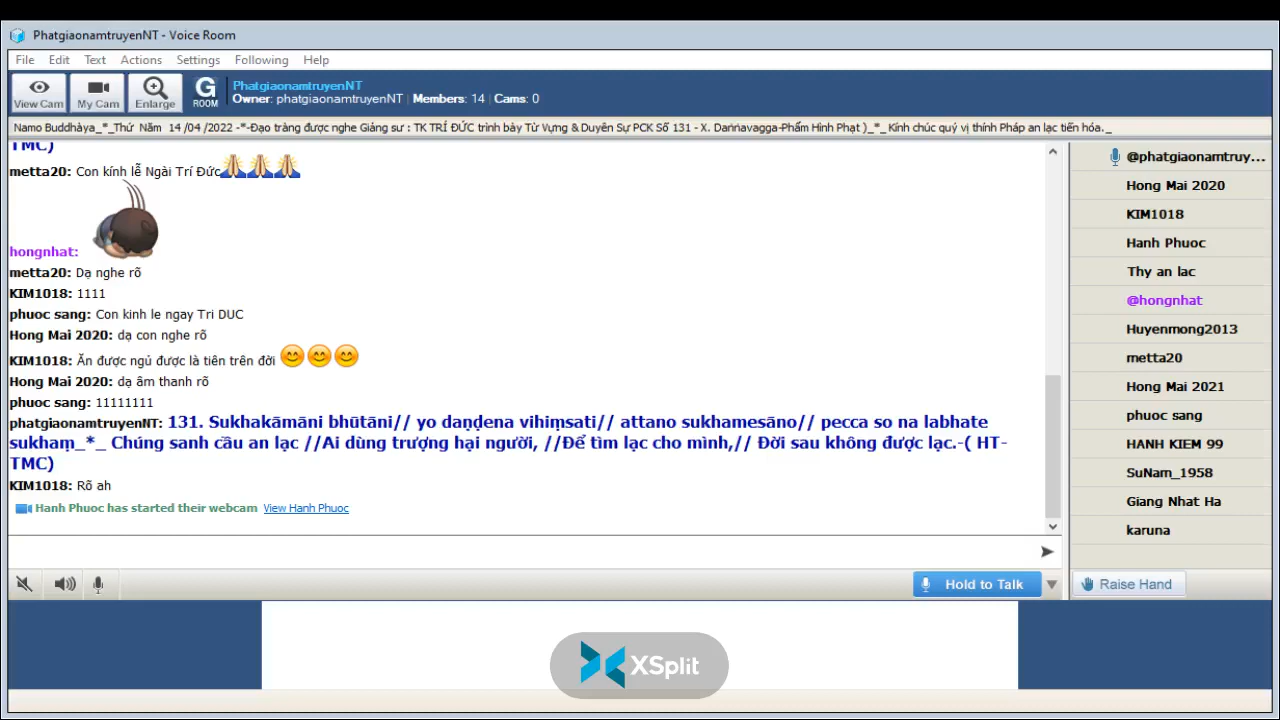 PhatgiaonamtruyenNT - Voice Room
File Edit Text Actions Settings Following Help
View Cam My Cam Enlarge G ROOM
PhatgiaonamtruyenNT
Owner: phatgiaonamtruyenNT | Members: 14 | Cams: 0
Namo Buddhàya_*_Thứ Năm 14 /04 /2022 -*-Đạo tràng được nghe Giảng sư : TK TRÍ ĐỨC trình bày Từ Vựng & Duyên Sự PCK Số 131 - X. Daṇṇavagga-Phẩm Hình Phạt )_*_ Kính chúc quý vị thính Pháp an lạc tiến hóa._
TMC)
metta20: Con kính lễ Ngài Trí Đức
hongnhat:
metta20: Dạ nghe rõ
KIM1018: 1111
phuoc sang: Con kinh le ngay Tri DUC
Hong Mai 2020: dạ con nghe rõ
KIM1018: Ăn được ngủ được là tiên trên đời
Hong Mai 2020: dạ âm thanh rõ
phuoc sang: 11111111
phatgiaonamtruyenNT: 131. Sukhakāmāni bhūtāni// yo daṇḍena vihiṃsati// attano sukhamesāno// pecca so na labhate
sukhaṃ_*_ Chúng sanh cầu an lạc //Ai dùng trượng hại người, //Để tìm lạc cho mình,// Đời sau không được lạc.-( HT-
TMC)
KIM1018: Rõ ah
Hanh Phuoc has started their webcam View Hanh Phuoc
@phatgiaonamtruy...
Hong Mai 2020
KIM1018
Hanh Phuoc
Thy an lac
@hongnhat
Huyenmong2013
metta20
Hong Mai 2021
phuoc sang
HANH KIEM 99
SuNam_1958
Giang Nhat Ha
karuna
Hold to Talk
Raise Hand
XSplit